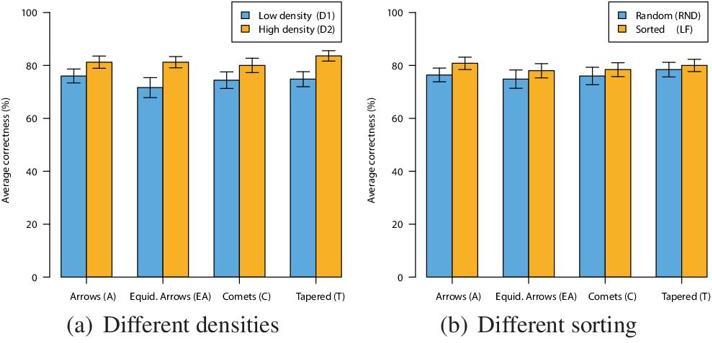 100
80
60
40
20
0
Average correctness (%)
Low density (D1)
High density (D2)
Arrows (A) Equid. Arrows (EA) Comets (C) Tapered (T)
(a) Different densities
100
80
60
40
20
0
Average correctness (%)
Random (RND)
Sorted (LF)
Arrows (A) Equid. Arrows (EA) Comets (C) Tapered (T)
(b) Different sorting